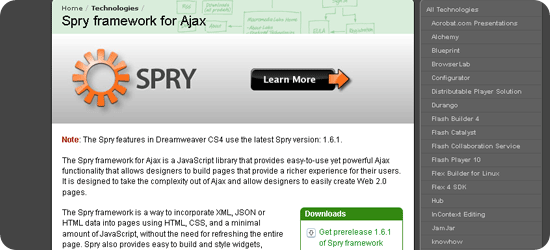 Home / Technologies /
Spry framework for Ajax
SPRY
Learn More
Note: The Spry features in Dreamweaver CS4 use the latest Spry version: 1.6.1.
The Spry framework for Ajax is a JavaScript library that provides easy-to-use yet powerful Ajax
functionality that allows designers to build pages that provide a richer experience for their users.
It is designed to take the complexity out of Ajax and allow designers to easily create Web 2.0
pages.
The Spry framework is a way to incorporate XML, JSON or
HTML data into pages using HTML, CSS, and a minimal
amount of JavaScript, without the need for refreshing the entire
page. Spry also provides easy to build and style widgets,
Downloads
Get prerelease 1.6.1
of Spry framework
All Technologies
Acrobat.com Presentations
Alchemy
Blueprint
BrowserLab
Configurator
Distributable Player Solution
Durango
Flash Builder 4
Flash Catalyst
Flash Collaboration Service
Flash Player 10
Flex Builder for Linux
Flex 4 SDK
Hub
InContext Editing
JamJar
knowhow